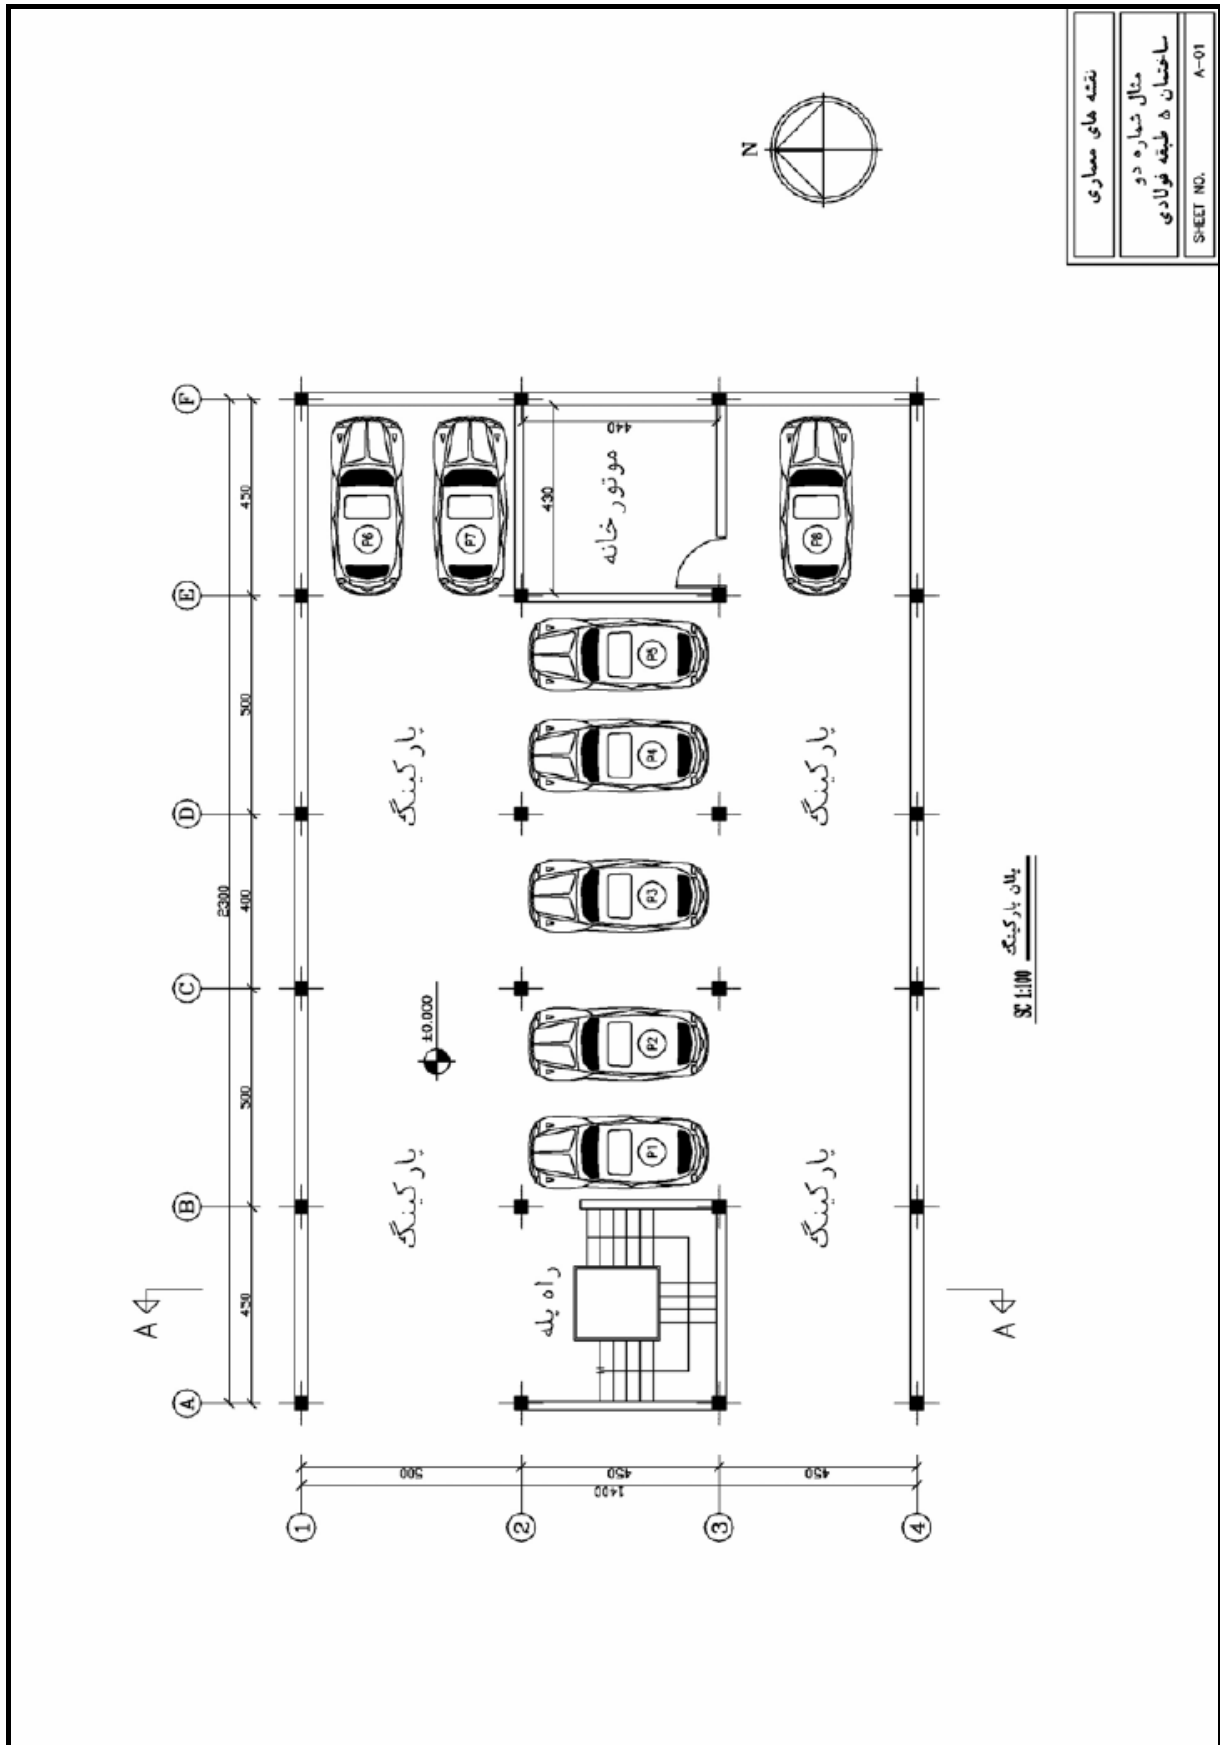 نقشه های معماری
مثال شماره دو
ساختمان ۵ طبقه فولادی
SHEET NO. A-01
N
A B C D E F
2300
450 500 400 500 450
1 2 3 4
500 450 450
1400
P6
P7
P8
موتور خانه
430
440
P5
P4
P3
P2
P1
پارکینگ
پارکینگ
پارکینگ
پارکینگ
±0.000
راه پله
A
A
پلان پارکینگ
SC 1:100